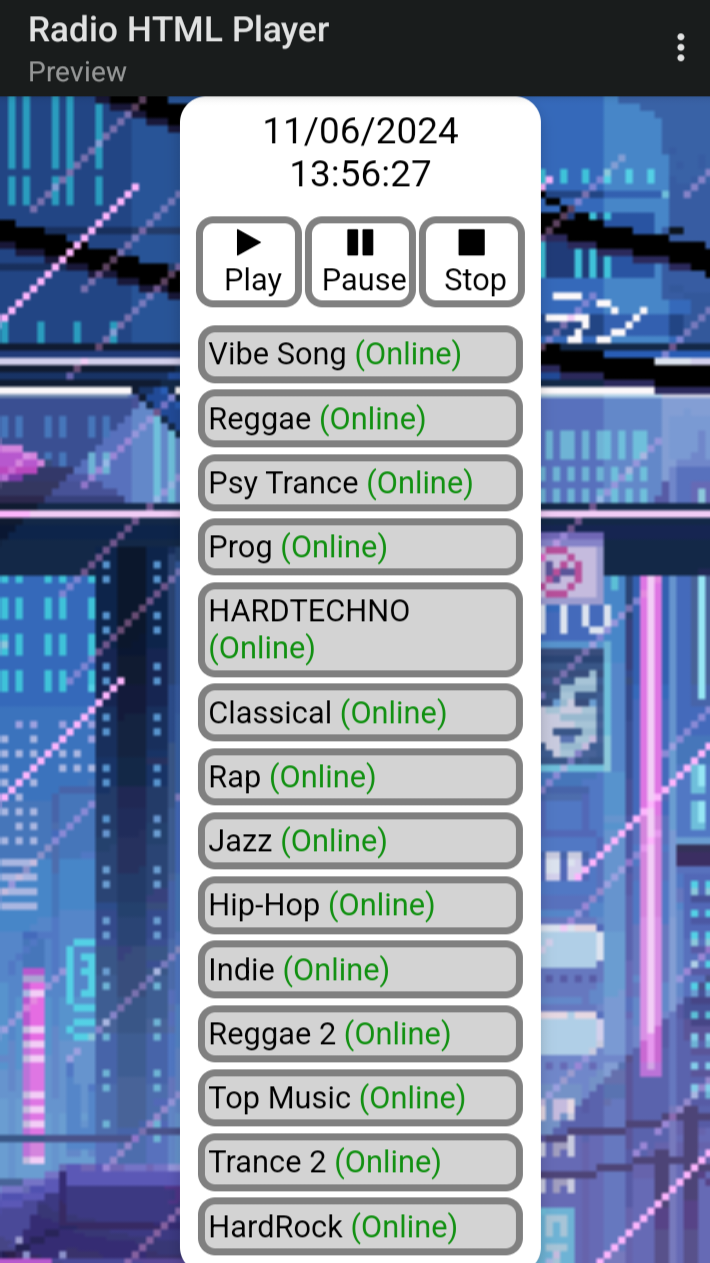 Radio HTML Player
Preview
11/06/2024
13:56:27
Play
Pause
Stop
Vibe Song (Online)
Reggae (Online)
Psy Trance (Online)
Prog (Online)
HARDTECHNO
(Online)
Classical (Online)
Rap (Online)
Jazz (Online)
Hip-Hop (Online)
Indie (Online)
Reggae 2 (Online)
Top Music (Online)
Trance 2 (Online)
HardRock (Online)